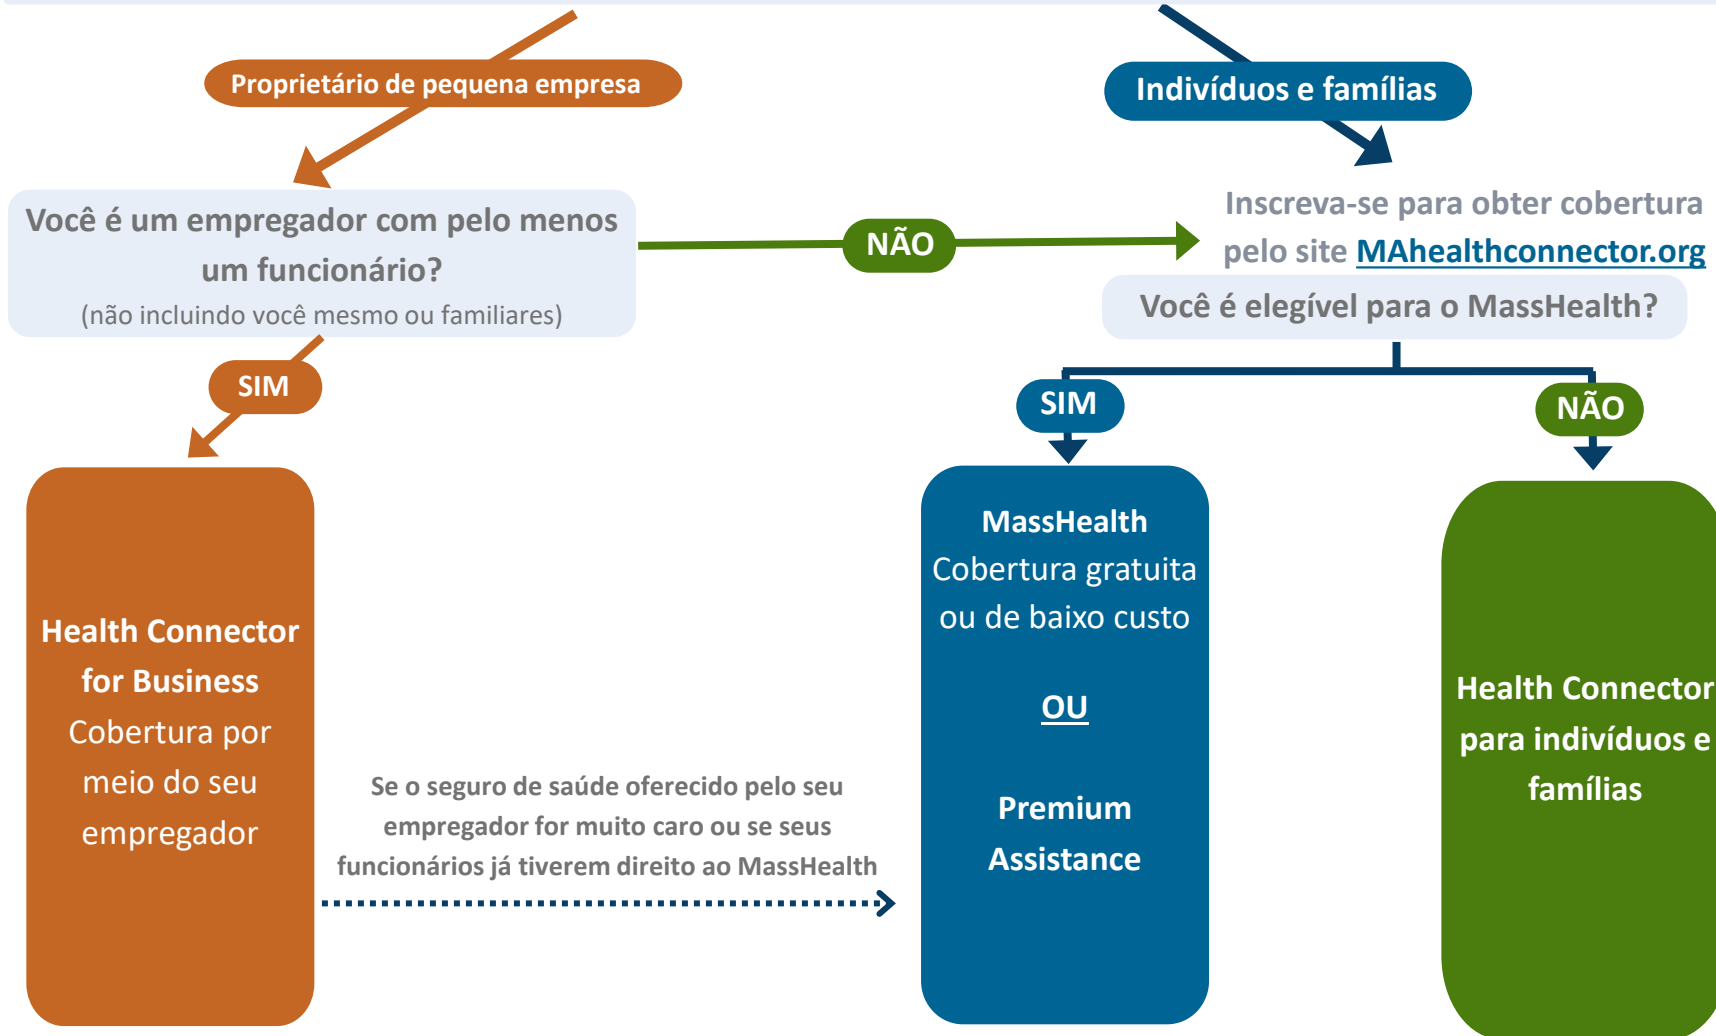 Proprietário de pequena empresa
Indivíduos e famílias
Você é um empregador com pelo menos
um funcionário?
(não incluindo você mesmo ou familiares)
NÃO
Inscreva-se para obter cobertura
pelo site MAhealthconnector.org
Você é elegível para o MassHealth?
SIM
SIM
NÃO
Health Connector
for Business
Cobertura por
meio do seu
empregador
Se o seguro de saúde oferecido pelo seu
empregador for muito caro ou se seus
funcionários já tiverem direito ao MassHealth
MassHealth
Cobertura gratuita
ou de baixo custo
OU
Premium
Assistance
Health Connector
para indivíduos e
famílias